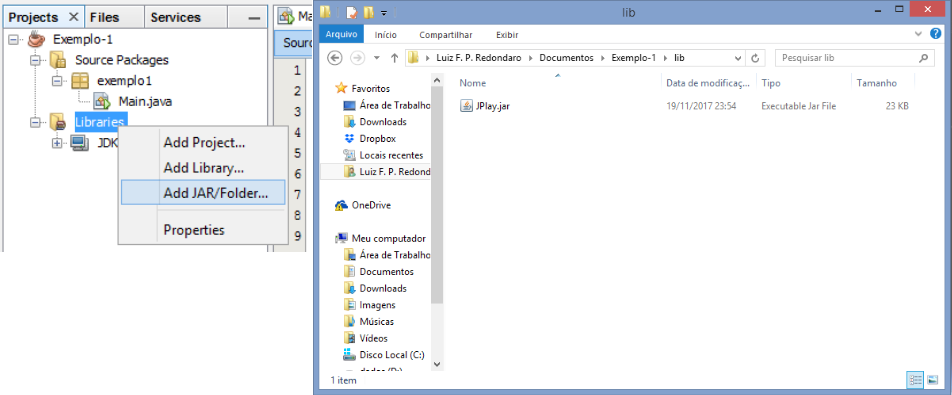 Projects × Files Services
Exemplo-1
Source Packages
exemplo1
Main.java
Libraries
JDK
Add Project...
Add Library...
Add JAR/Folder...
Properties
Ma
Sourc
1
2
3
4
5
6
7
8
9
lib
Arquivo Início Compartilhar Exibir
Luiz F. P. Redondaro Documentos Exemplo-1 lib
Pesquisar lib
Favoritos
Área de Trabalho
Downloads
Dropbox
Locais recentes
Luiz F. P. Redond
OneDrive
Meu computador
Área de Trabalho
Documentos
Downloads
Imagens
Músicas
Vídeos
Disco Local (C:)
dados (D:)
Nome Data de modificaç... Tipo Tamanho
JPlay.jar 19/11/2017 23:54 Executable Jar File 23 KB
1 item